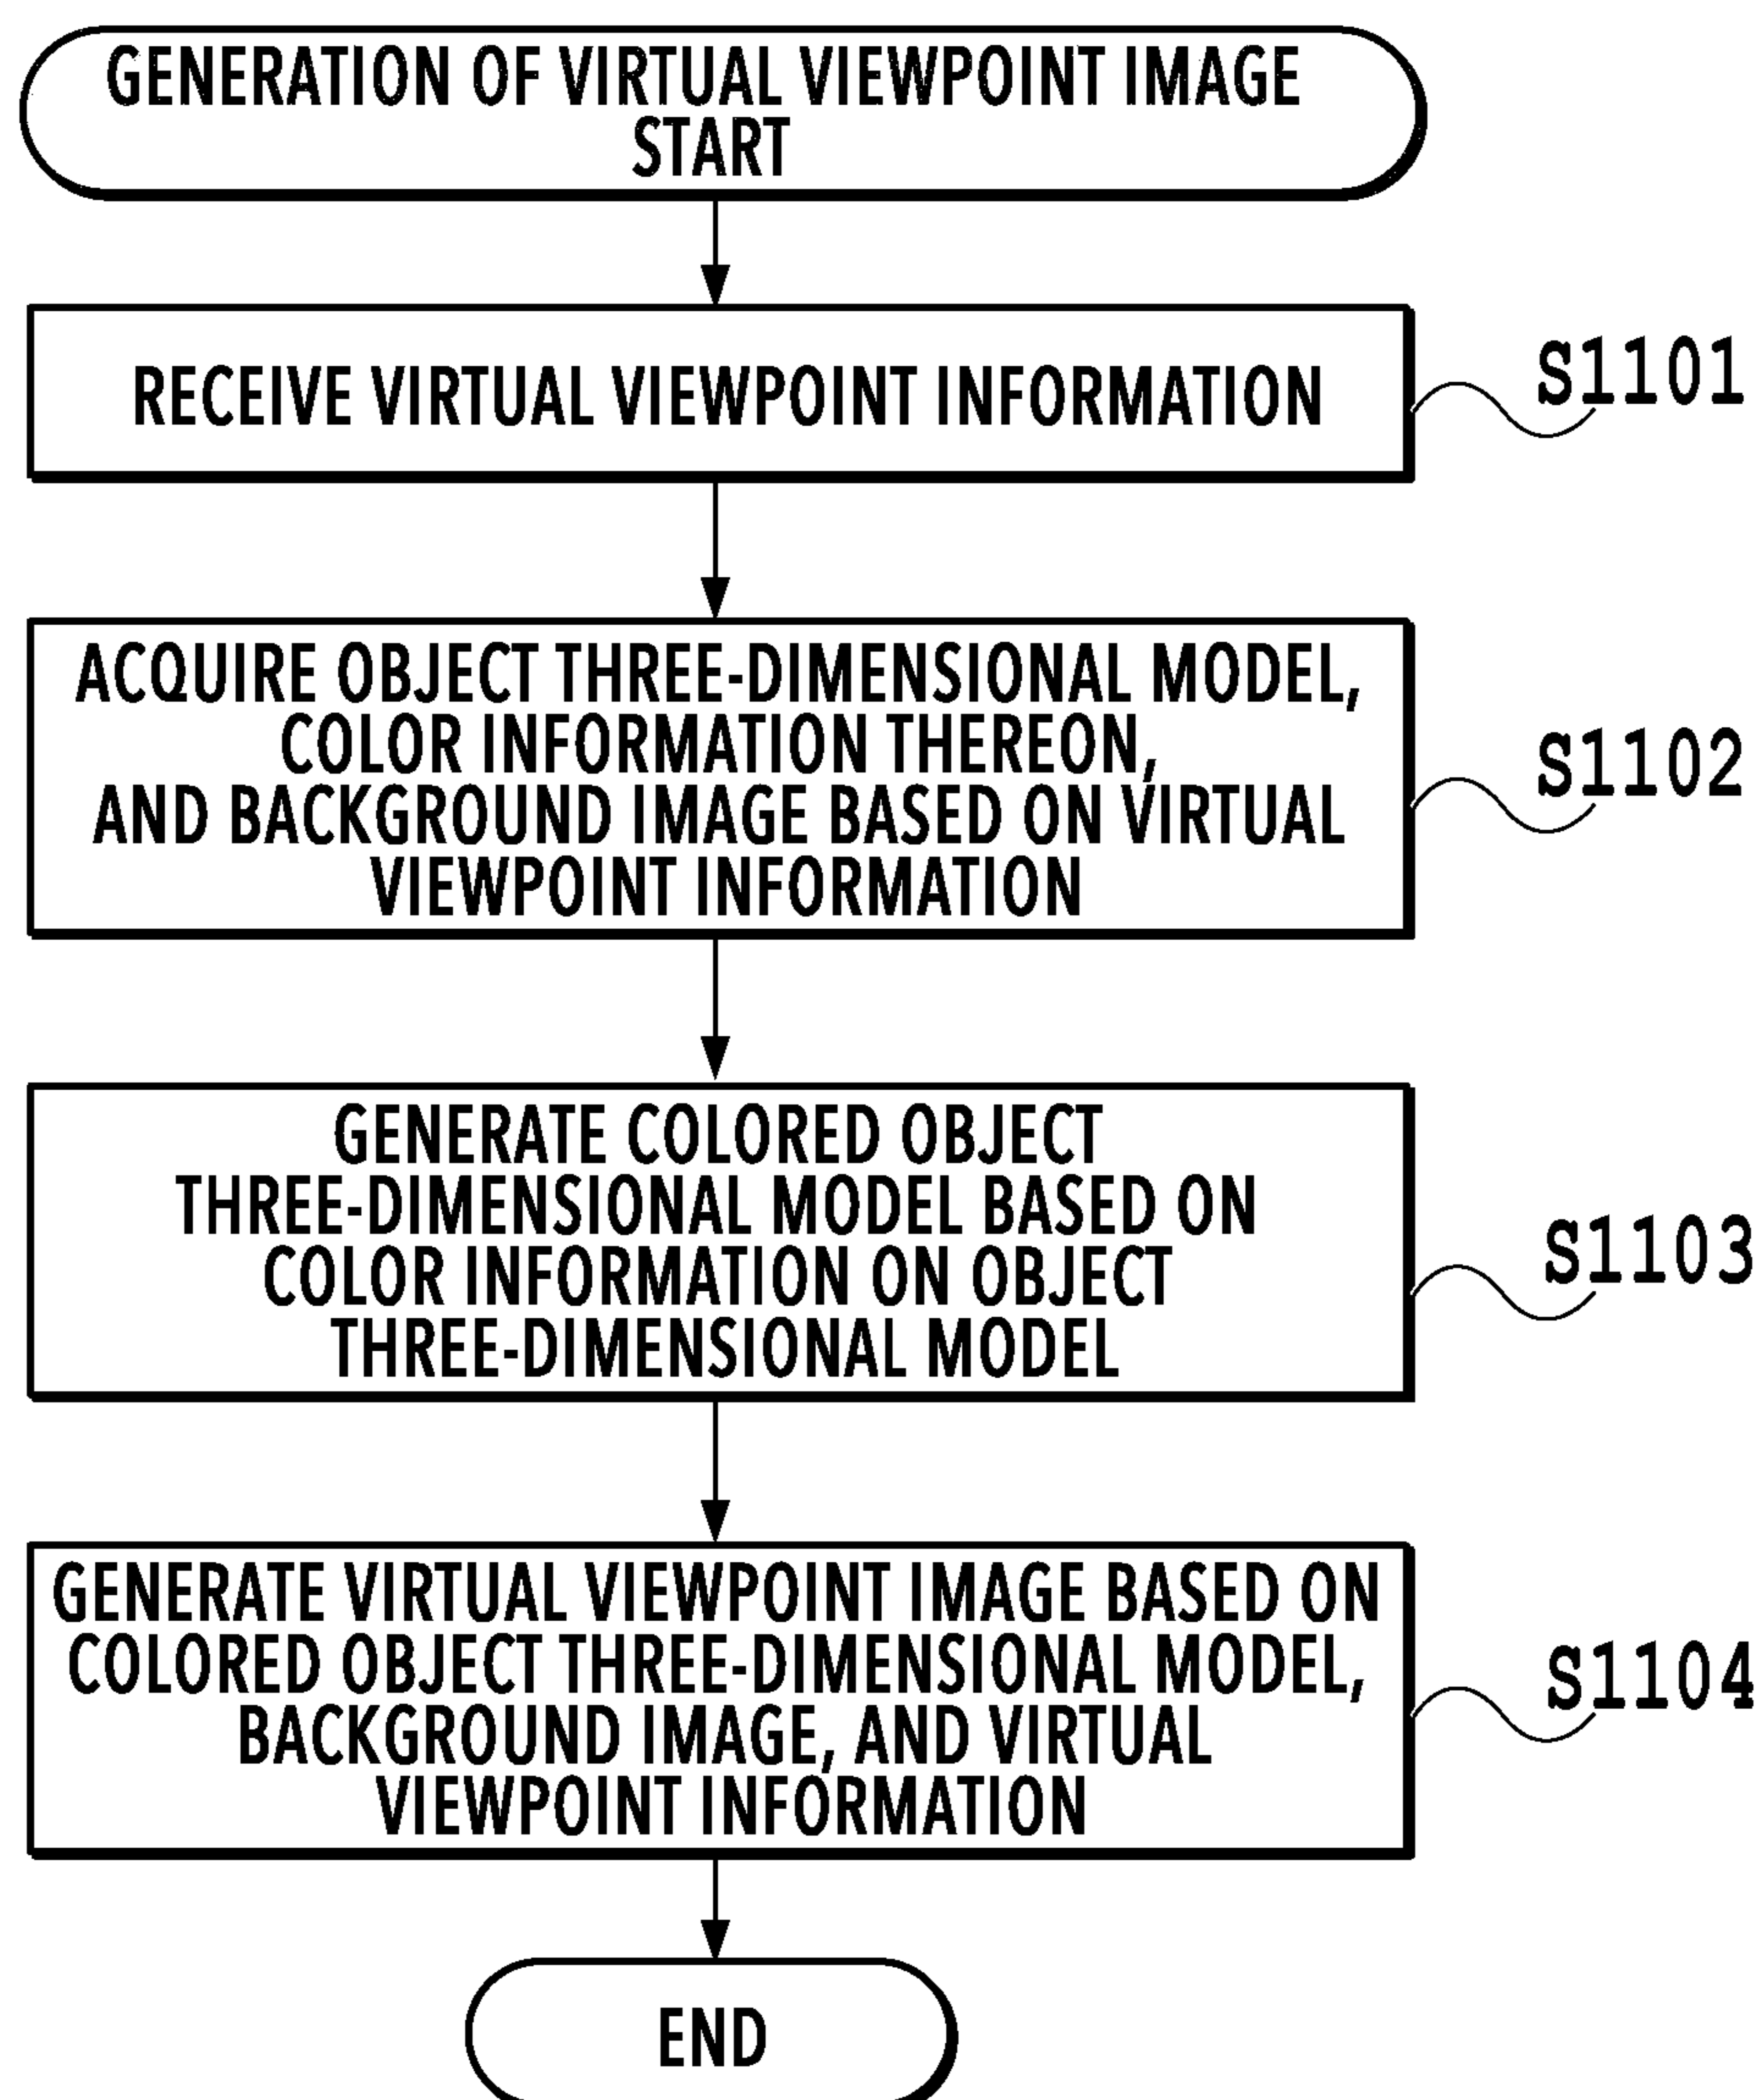 GENERATION OF VIRTUAL VIEWPOINT IMAGE
START
RECEIVE VIRTUAL VIEWPOINT INFORMATION
S1101
ACQUIRE OBJECT THREE-DIMENSIONAL MODEL,
COLOR INFORMATION THEREON,
AND BACKGROUND IMAGE BASED ON VIRTUAL
VIEWPOINT INFORMATION
S1102
GENERATE COLORED OBJECT
THREE-DIMENSIONAL MODEL BASED ON
COLOR INFORMATION ON OBJECT
THREE-DIMENSIONAL MODEL
S1103
GENERATE VIRTUAL VIEWPOINT IMAGE BASED ON
COLORED OBJECT THREE-DIMENSIONAL MODEL,
BACKGROUND IMAGE, AND VIRTUAL
VIEWPOINT INFORMATION
S1104
END